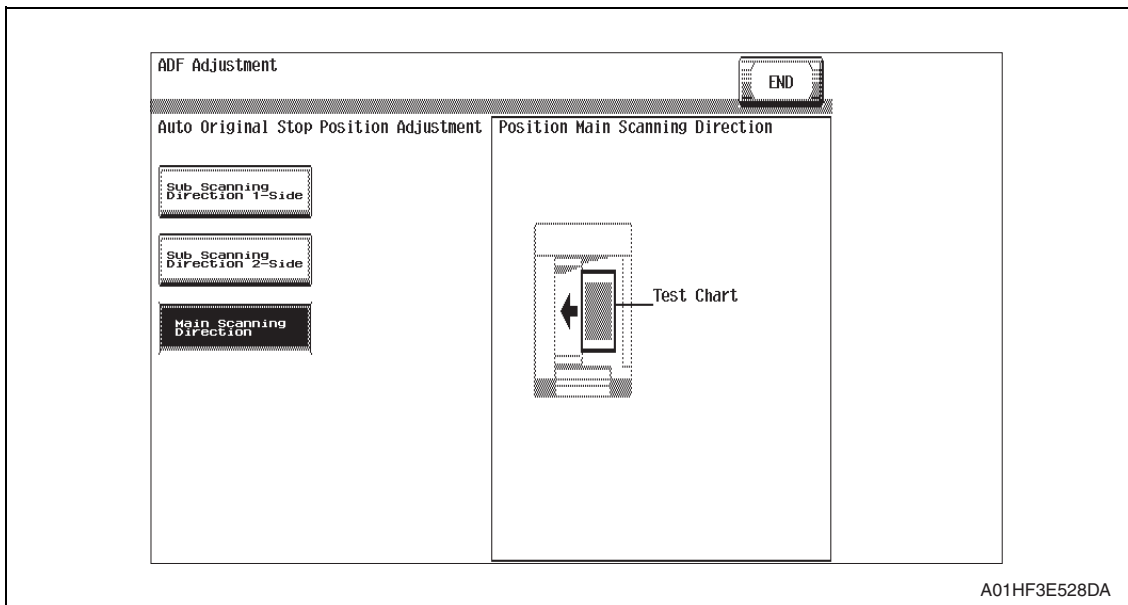 ADF Adjustment
END
Auto Original Stop Position Adjustment
Position Main Scanning Direction
Sub Scanning
Direction 1-Side
Sub Scanning
Direction 2-Side
Main Scanning
Direction
Test Chart
A01HF3E528DA